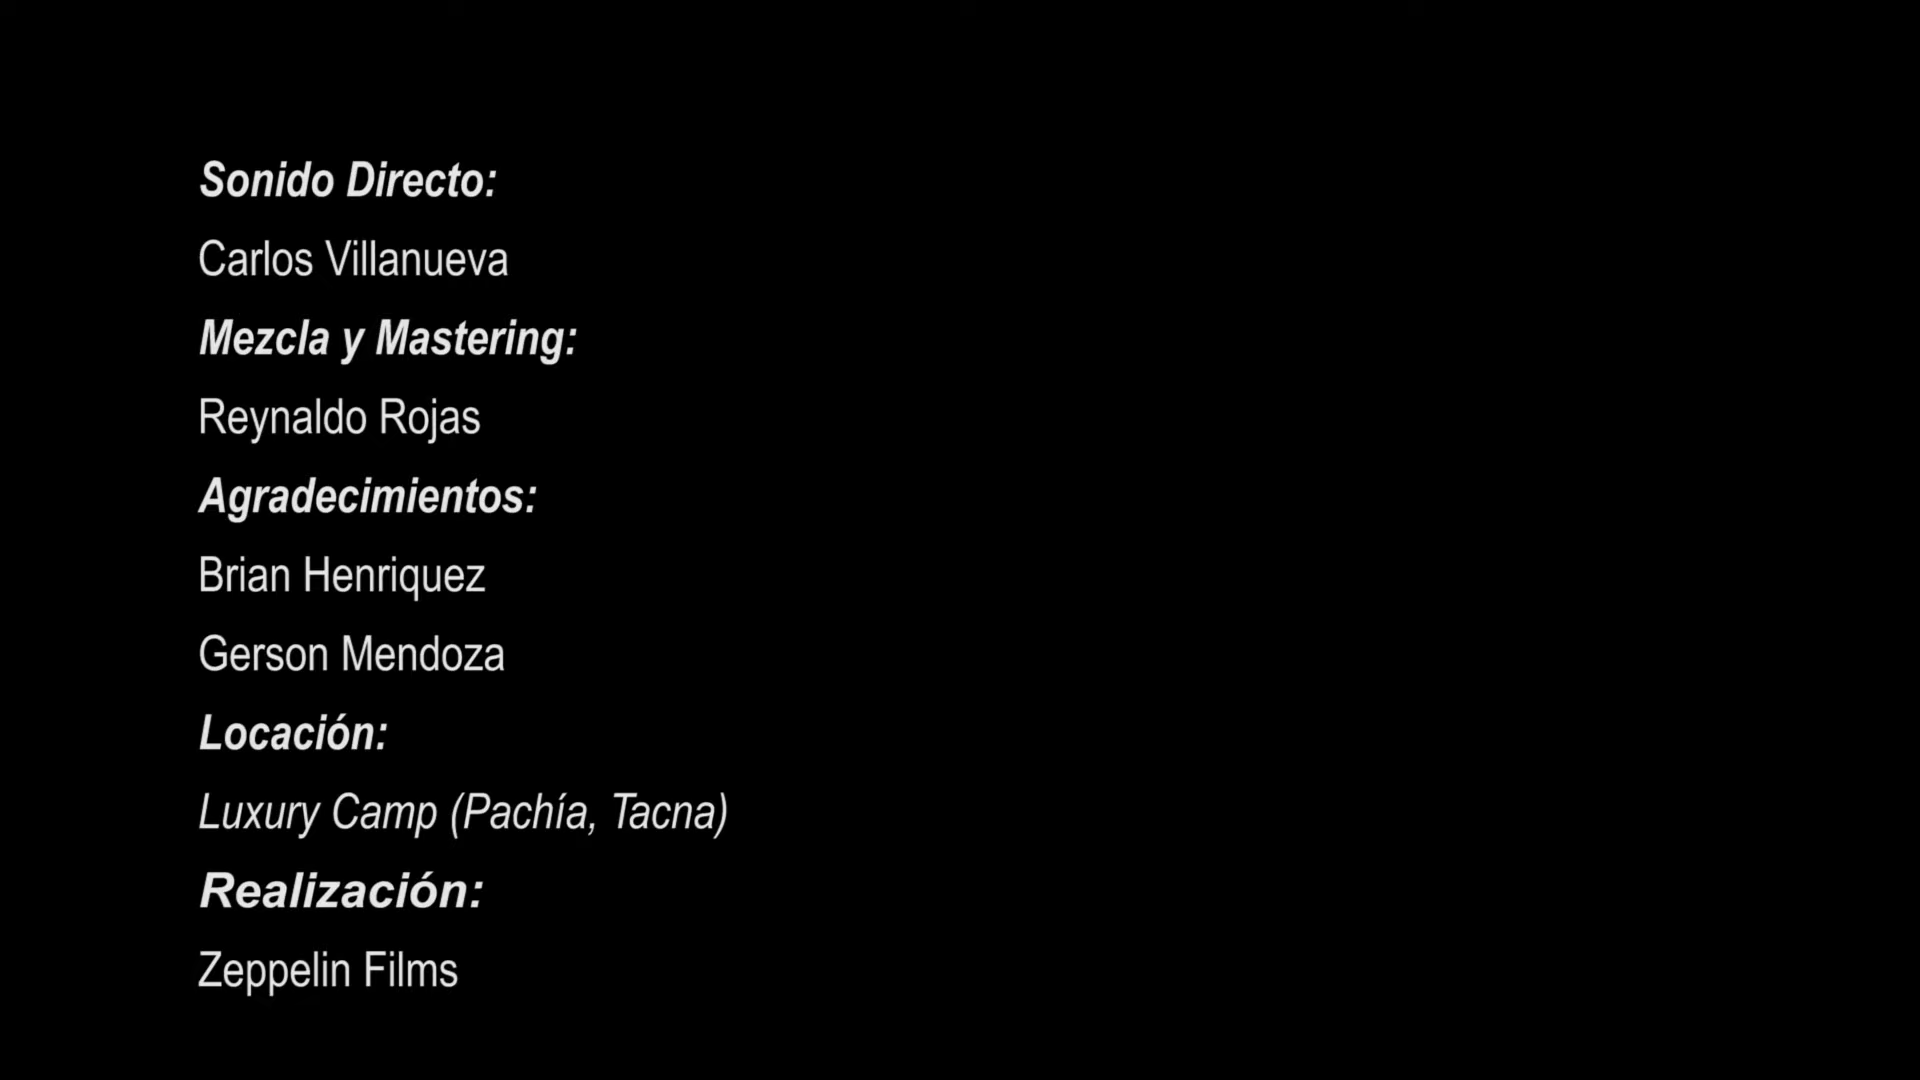 Sonido Directo:
Carlos Villanueva
Mezcla y Mastering:
Reynaldo Rojas
Agradecimientos:
Brian Henriquez
Gerson Mendoza
Locación:
Luxury Camp (Pachía, Tacna)
Realización:
Zeppelin Films